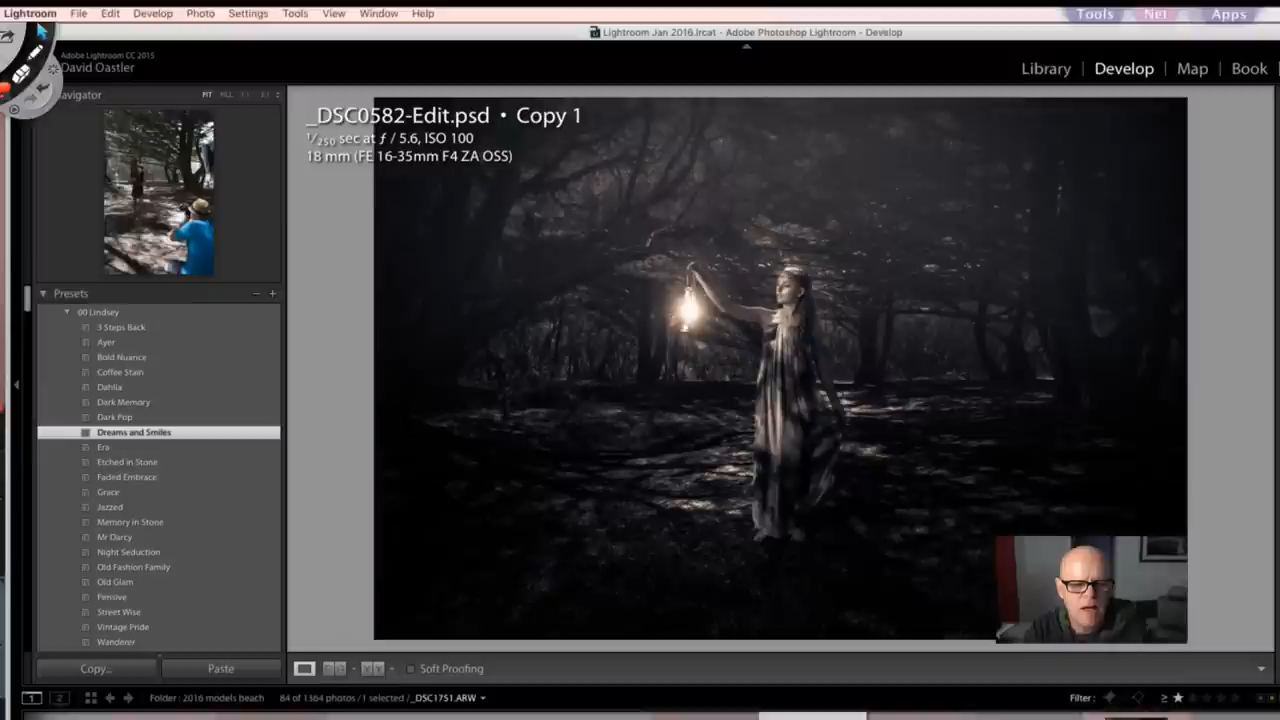 Lightroom File Edit Develop Photo Settings Tools View Window Help Tools Net Apps
Lightroom Jan 2016.lrcat - Adobe Photoshop Lightroom - Develop
Adobe Lightroom CC 2015
David Oastler
Library | Develop | Map | Book
avigator FIT FILL
_DSC0582-Edit.psd • Copy 1
1/250 sec at ƒ / 5.6, ISO 100
18 mm (FE 16-35mm F4 ZA OSS)
Presets − +
00 Lindsey
3 Steps Back
Ayer
Bold Nuance
Coffee Stain
Dahlia
Dark Memory
Dark Pop
Dreams and Smiles
Era
Etched in Stone
Faded Embrace
Grace
Jazzed
Memory in Stone
Mr Darcy
Night Seduction
Old Fashion Family
Old Glam
Pensive
Street Wise
Vintage Pride
Wanderer
Copy... Paste
Soft Proofing
1 2 Folder : 2016 models beach 84 of 1364 photos / 1 selected / _DSC1751.ARW Filter : ≥